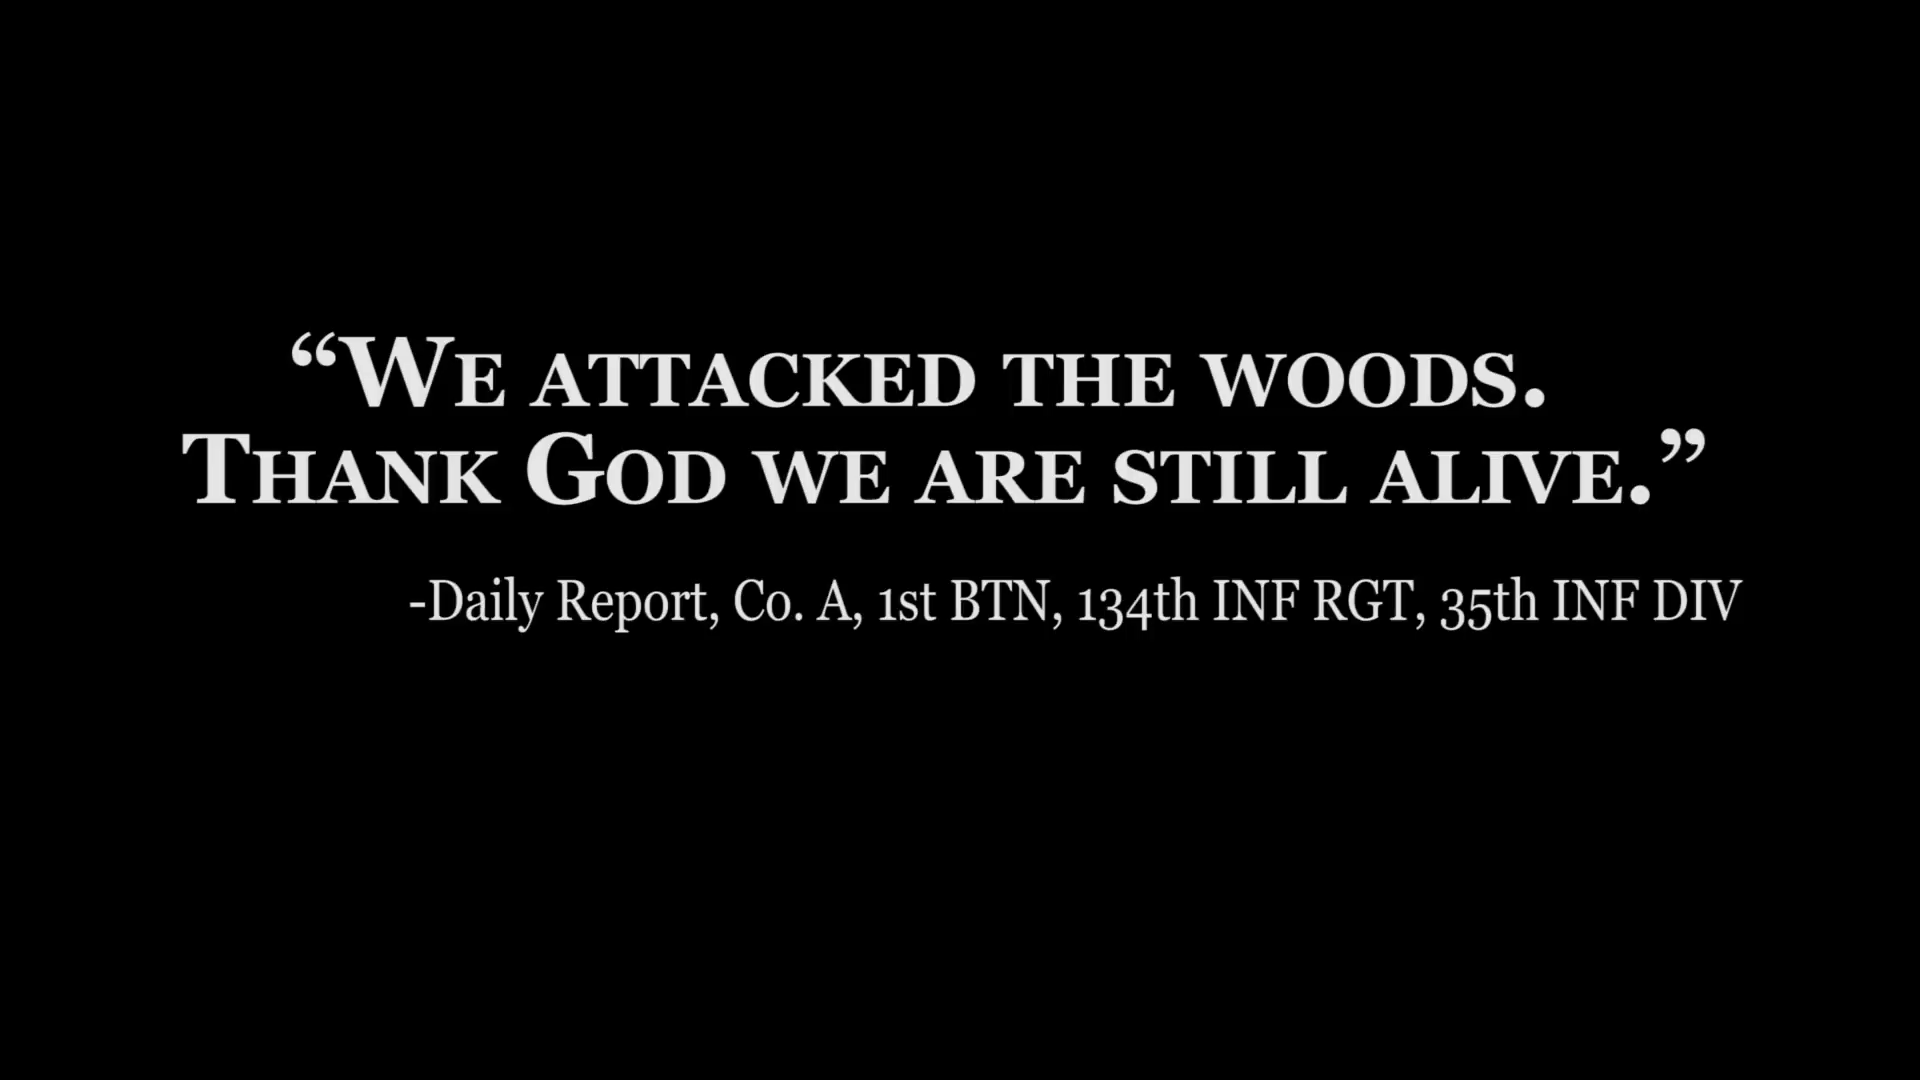 “We attacked the woods.
Thank God we are still alive.”
-Daily Report, Co. A, 1st BTN, 134th INF RGT, 35th INF DIV